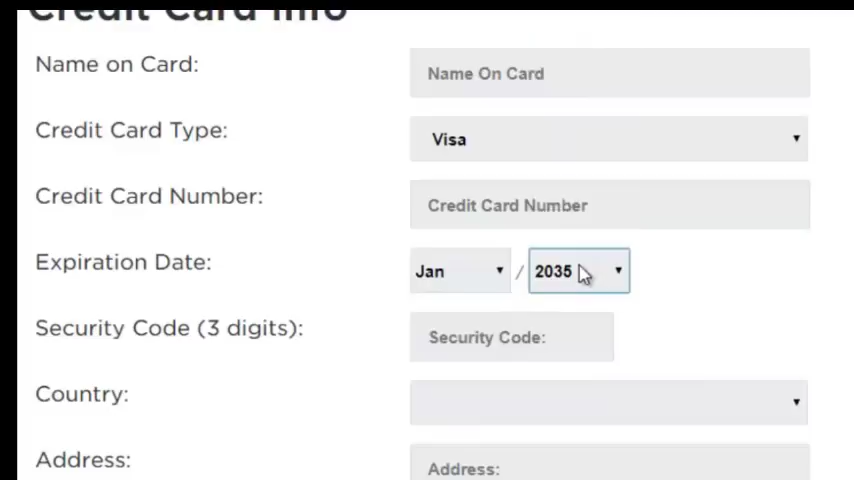 Credit Card Info
Name on Card:
Name On Card
Credit Card Type:
Visa
Credit Card Number:
Credit Card Number
Expiration Date:
Jan / 2035
Security Code (3 digits):
Security Code:
Country:
Address:
Address: